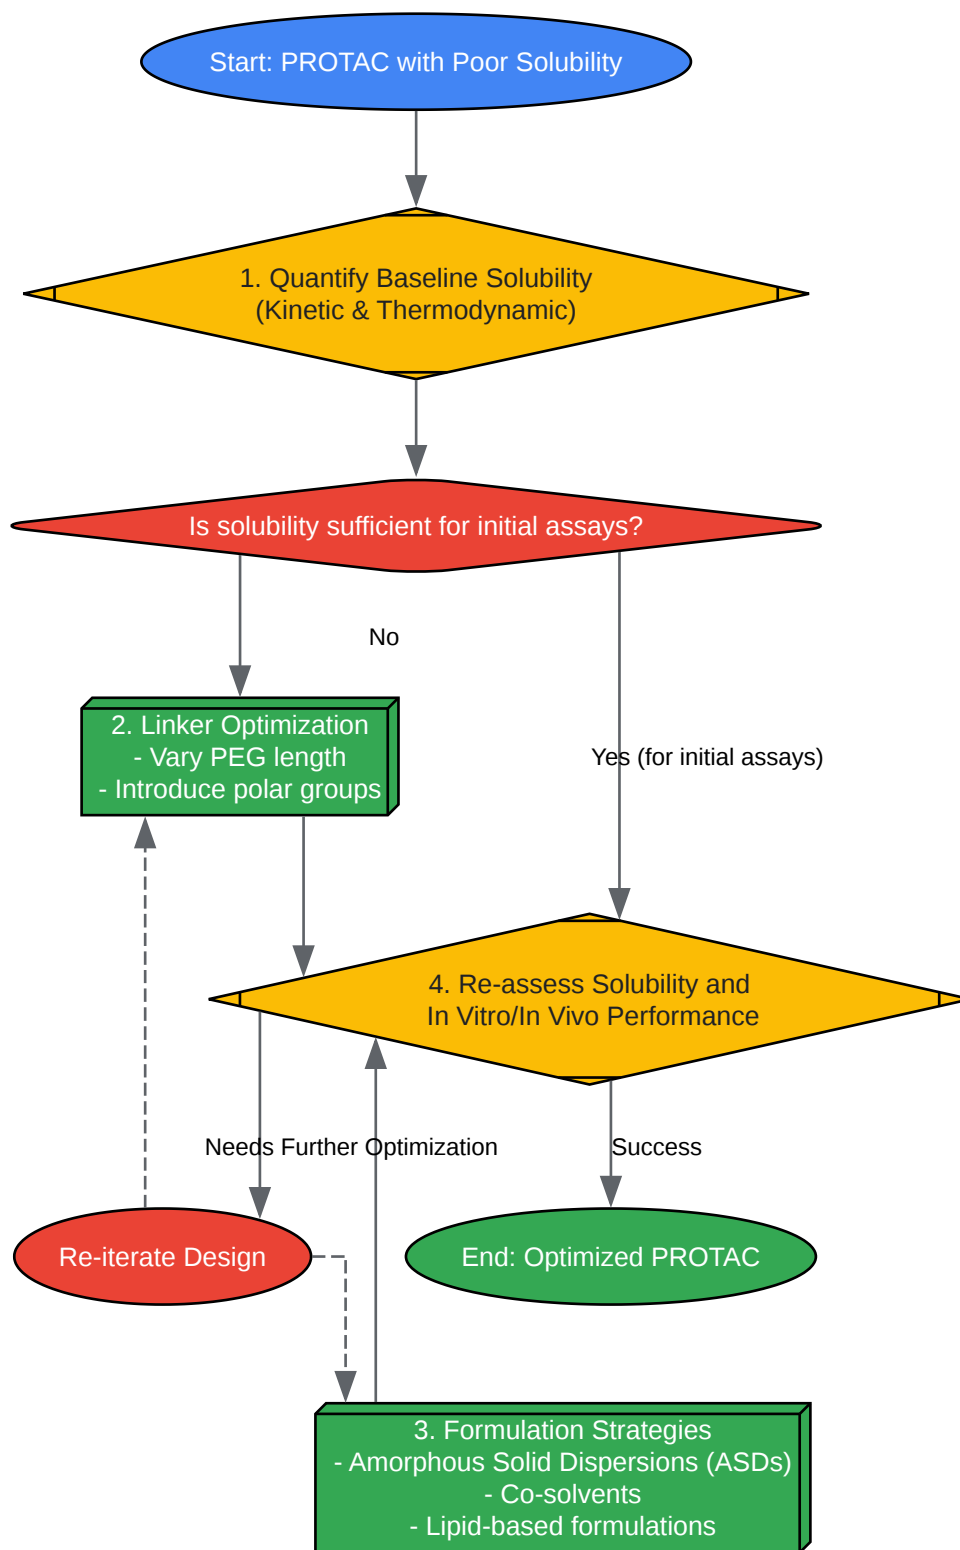 Start: PROTAC with Poor Solubility
1. Quantify Baseline Solubility
(Kinetic & Thermodynamic)
Is solubility sufficient for initial assays?
No
2. Linker Optimization
- Vary PEG length
- Introduce polar groups
Yes (for initial assays)
4. Re-assess Solubility and
In Vitro/In Vivo Performance
Needs Further Optimization
Success
Re-iterate Design
End: Optimized PROTAC
3. Formulation Strategies
- Amorphous Solid Dispersions (ASDs)
- Co-solvents
- Lipid-based formulations